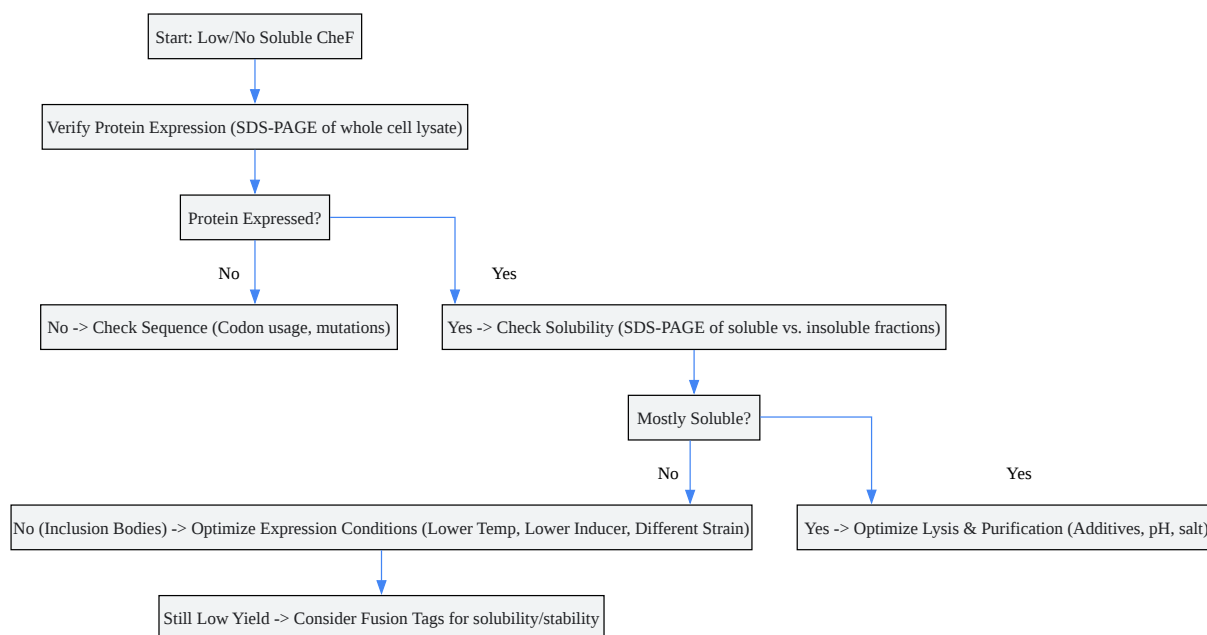 Start: Low/No Soluble CheF
Verify Protein Expression (SDS-PAGE of whole cell lysate)
Protein Expressed?
No
Yes
No -> Check Sequence (Codon usage, mutations)
Yes -> Check Solubility (SDS-PAGE of soluble vs. insoluble fractions)
Mostly Soluble?
No
Yes
No (Inclusion Bodies) -> Optimize Expression Conditions (Lower Temp, Lower Inducer, Different Strain)
Yes -> Optimize Lysis & Purification (Additives, pH, salt)
Still Low Yield -> Consider Fusion Tags for solubility/stability